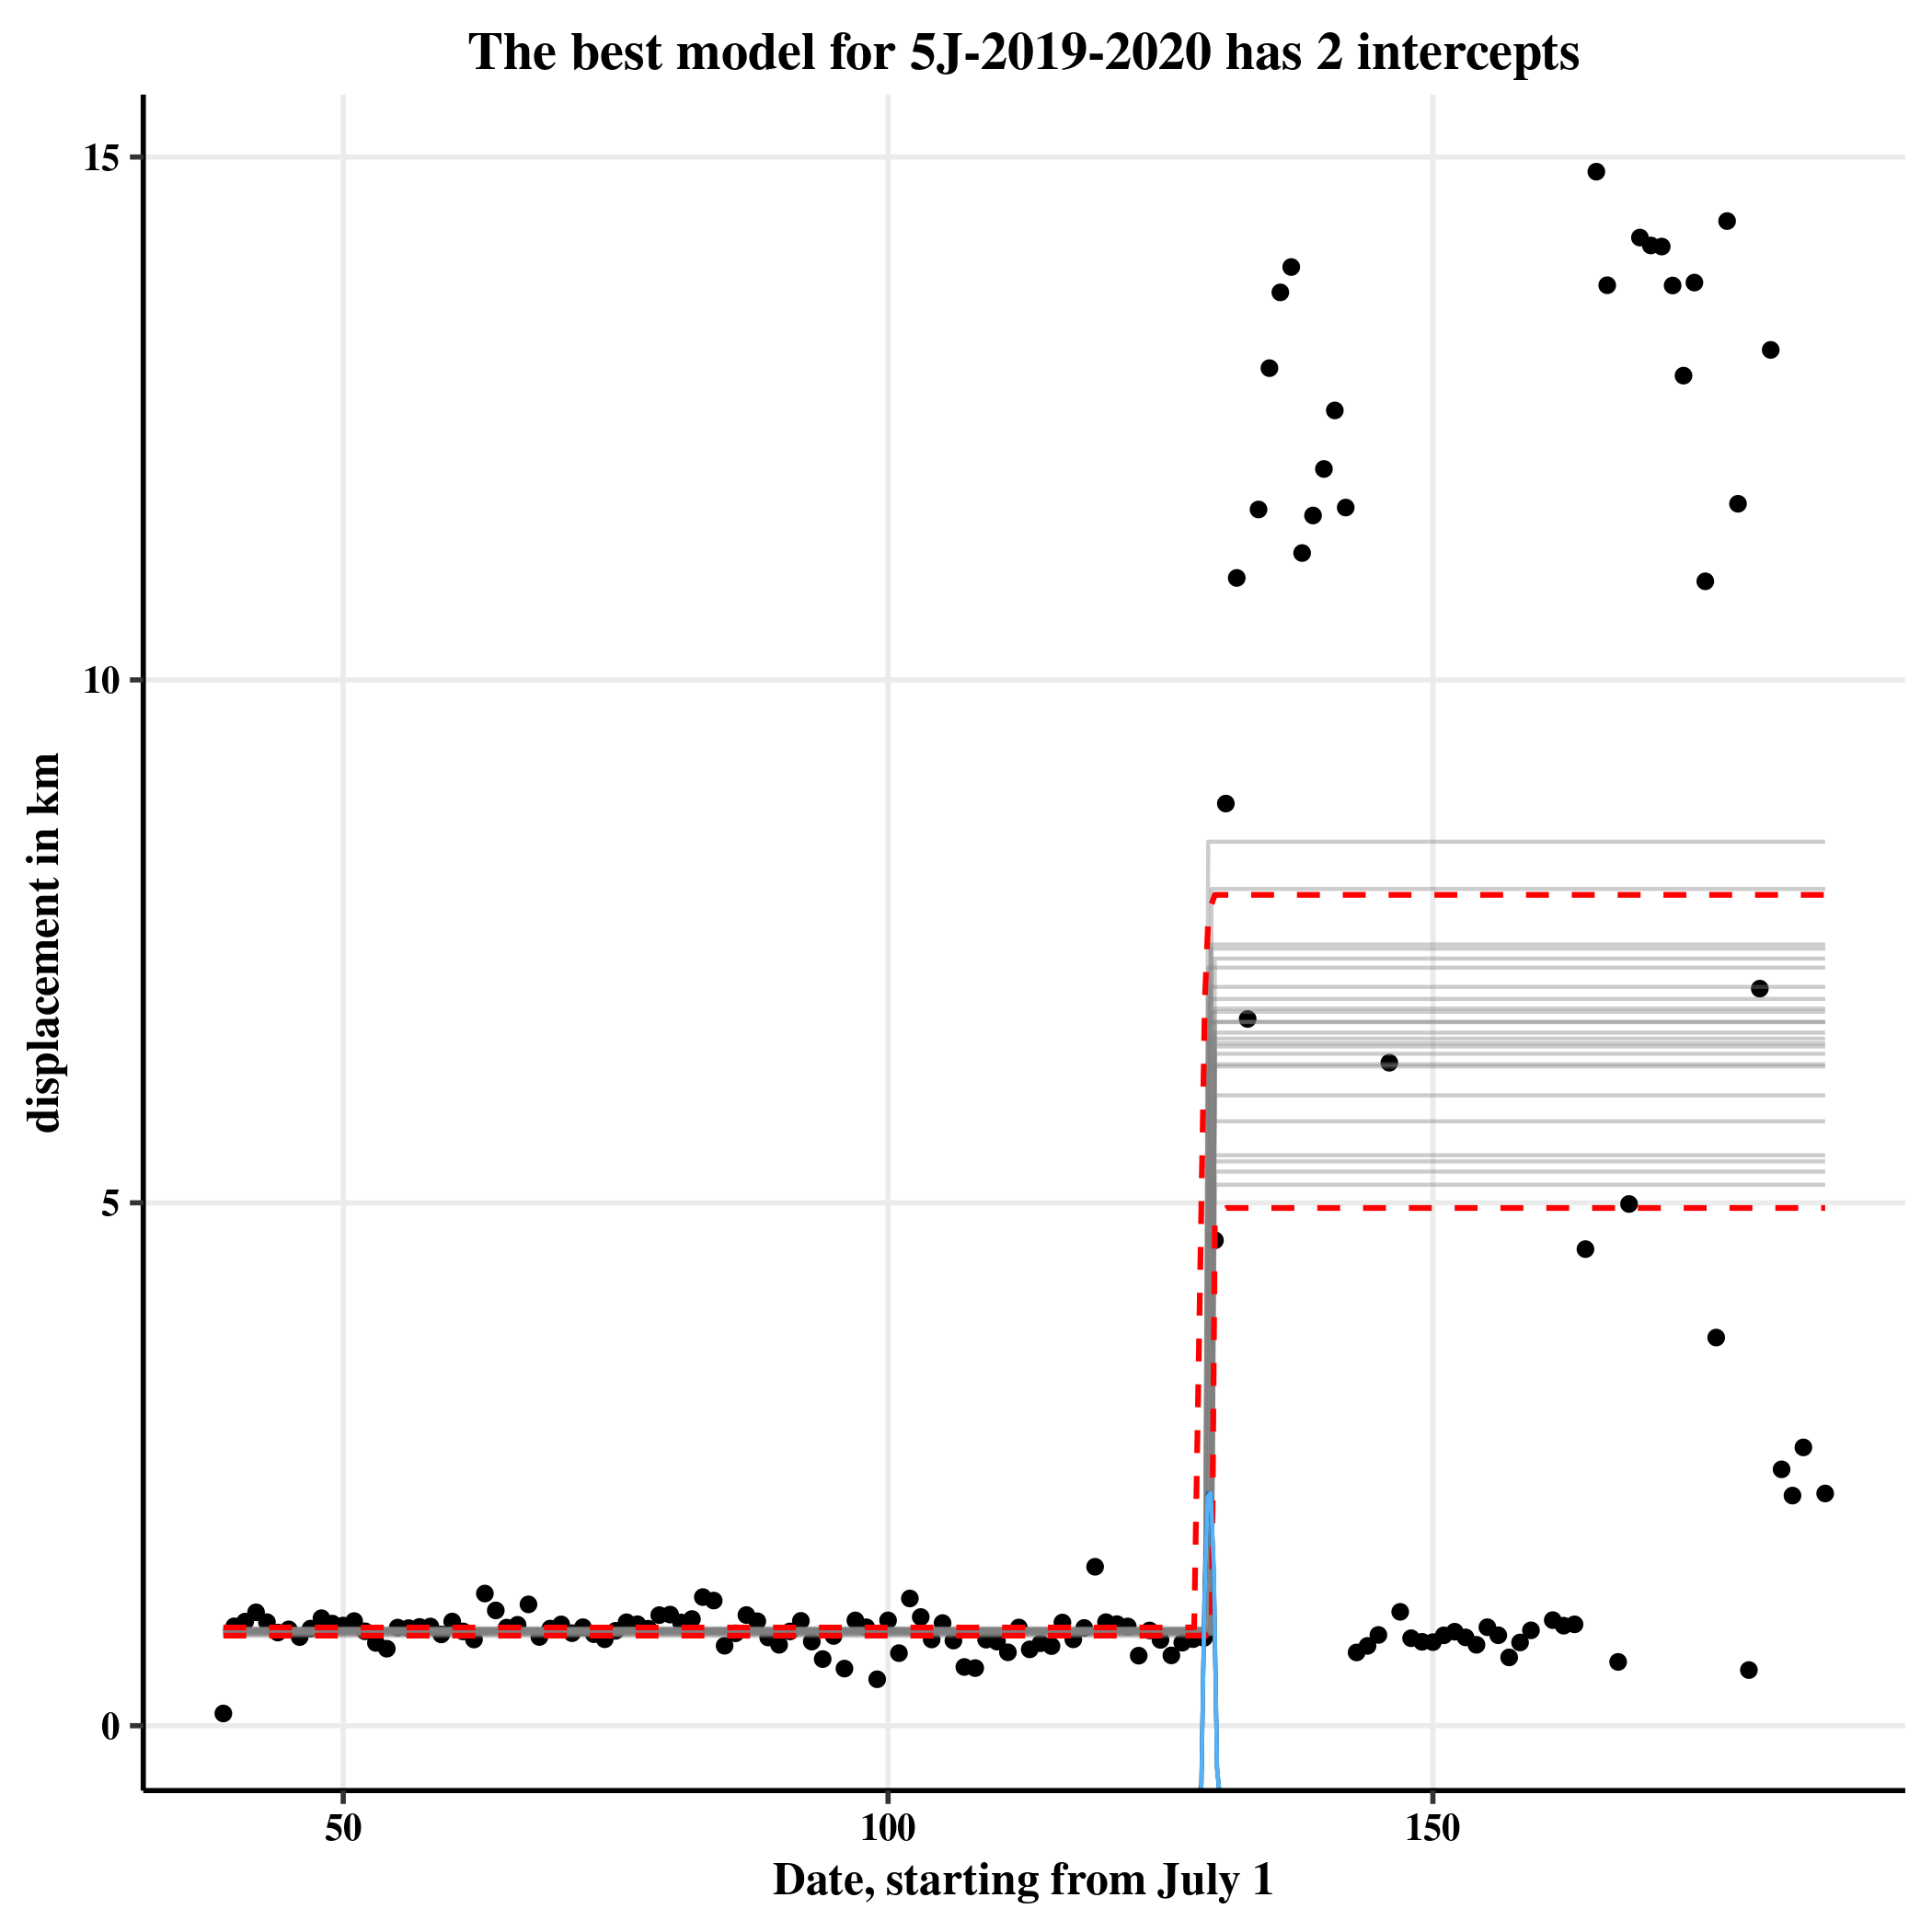 The best model for 5J-2019-2020 has 2 intercepts
15
10
5
0
displacement in km
50 100 150
Date, starting from July 1